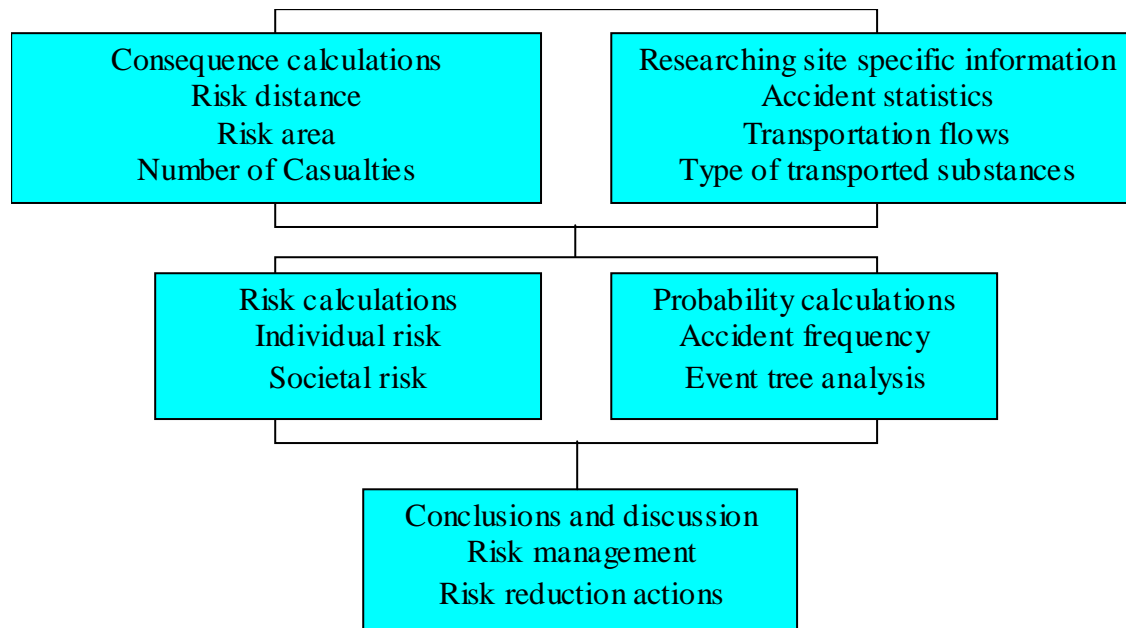 Consequence calculations
Risk distance
Risk area
Number of Casualties
Researching site specific information
Accident statistics
Transportation flows
Type of transported substances
Risk calculations
Individual risk
Societal risk
Probability calculations
Accident frequency
Event tree analysis
Conclusions and discussion
Risk management
Risk reduction actions